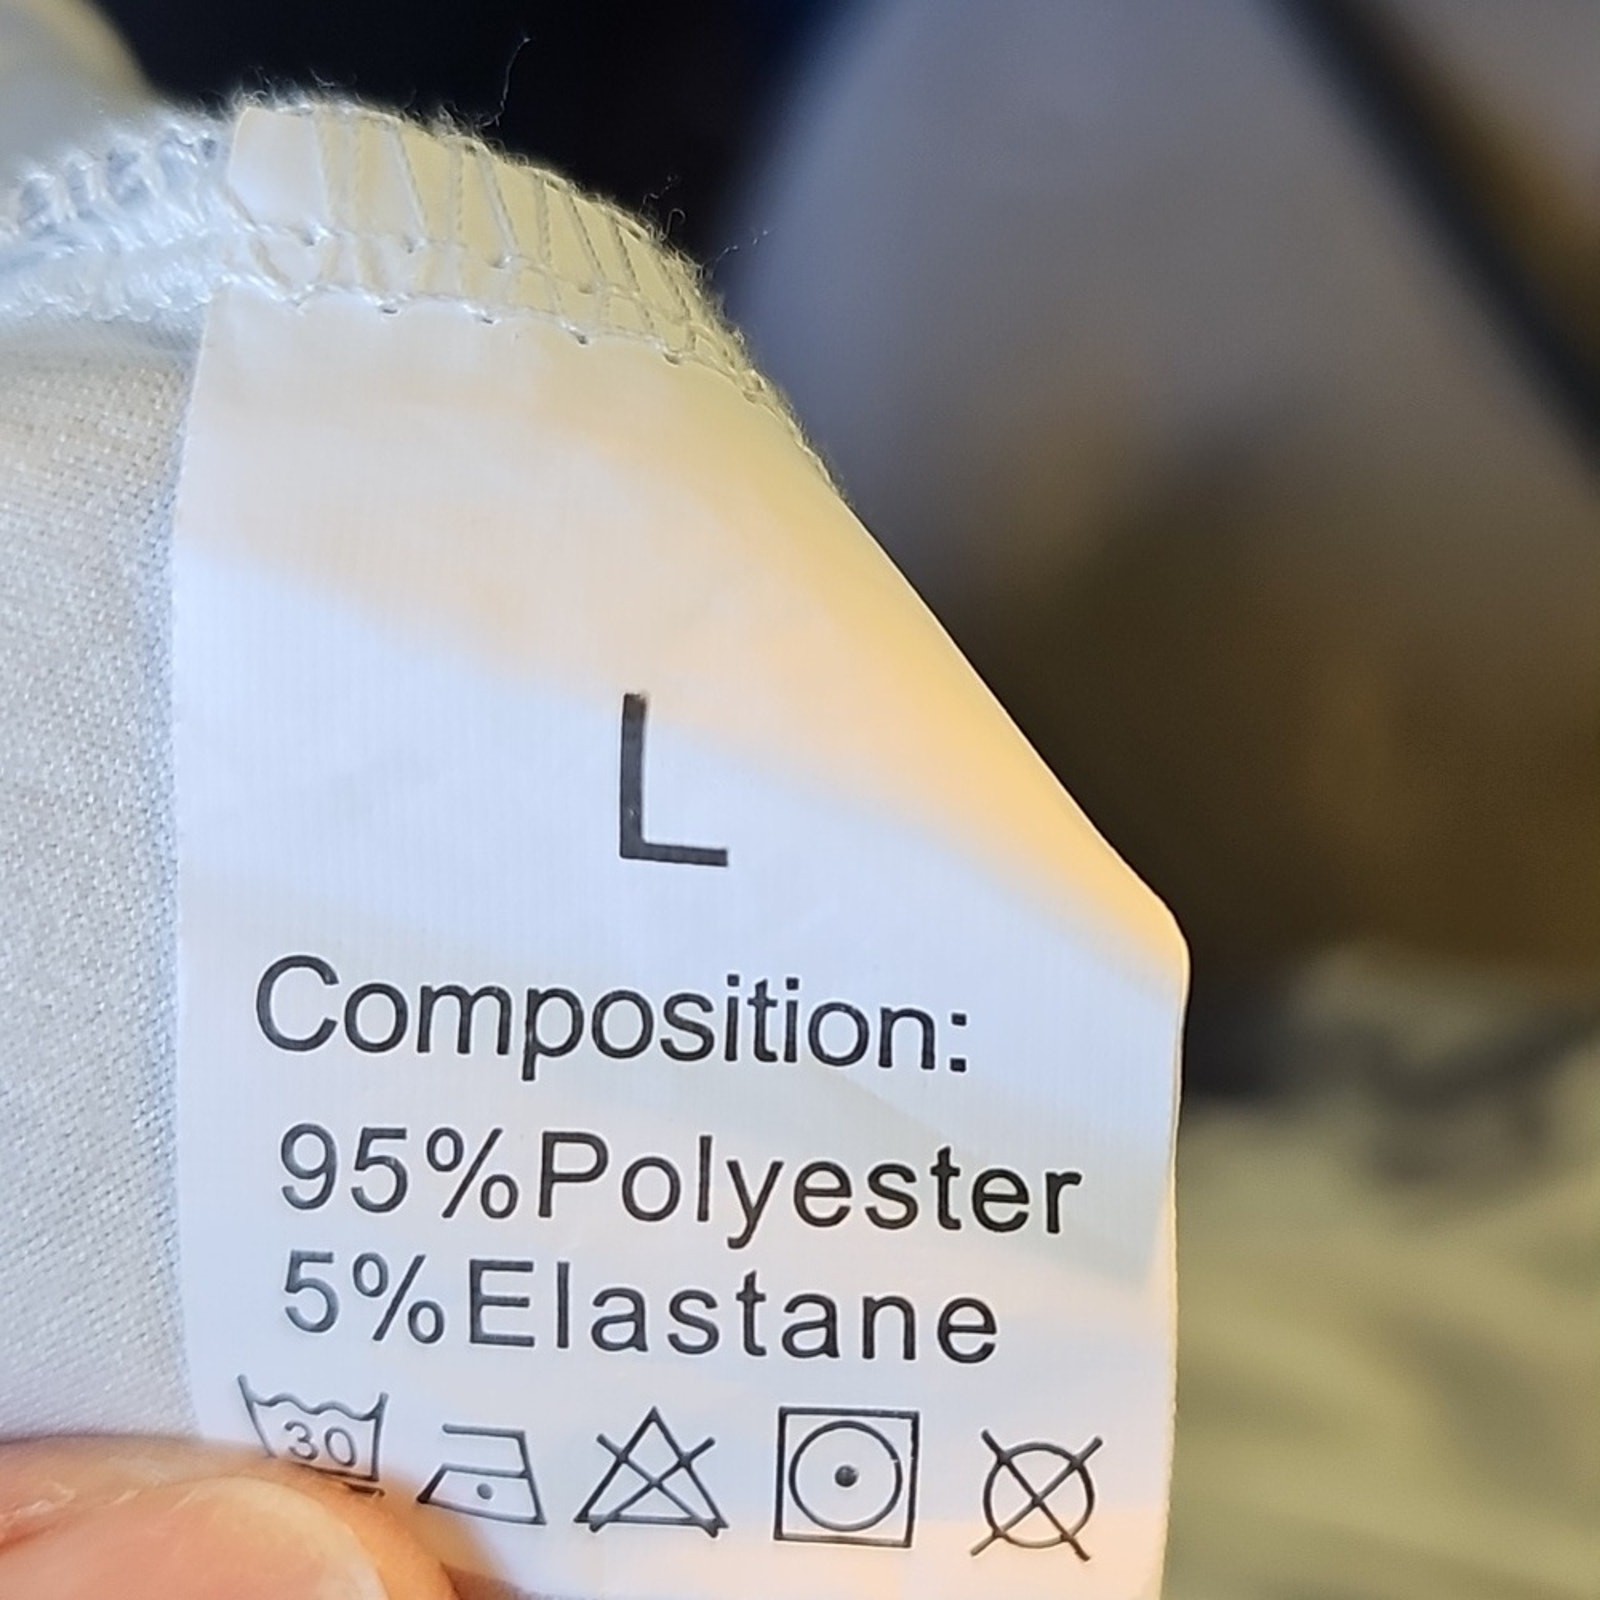 L
Composition:
95%Polyester
5%Elastane
30